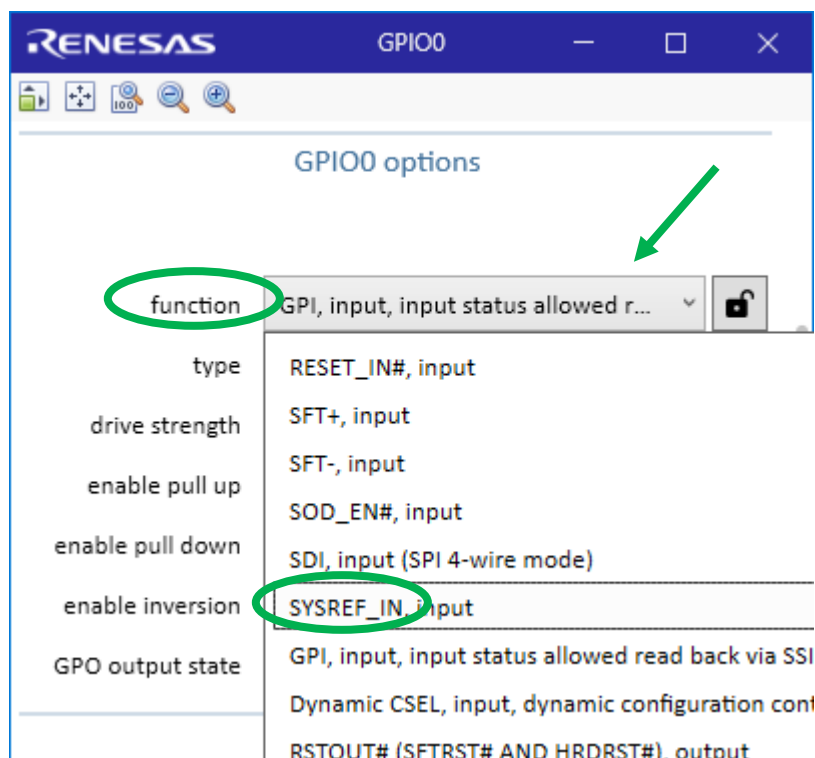 RENESAS
GPIO0
100
GPIO0 options
function
GPI, input, input status allowed r...
type
RESET_IN#, input
SFT+, input
drive strength
SFT-, input
enable pull up
SOD_EN#, input
enable pull down
SDI, input (SPI 4-wire mode)
enable inversion
SYSREF_IN, input
GPO output state
GPI, input, input status allowed read back via SSI
Dynamic CSEL, input, dynamic configuration cont
RSTOUT# (SFTRST# AND HRDRST#), output